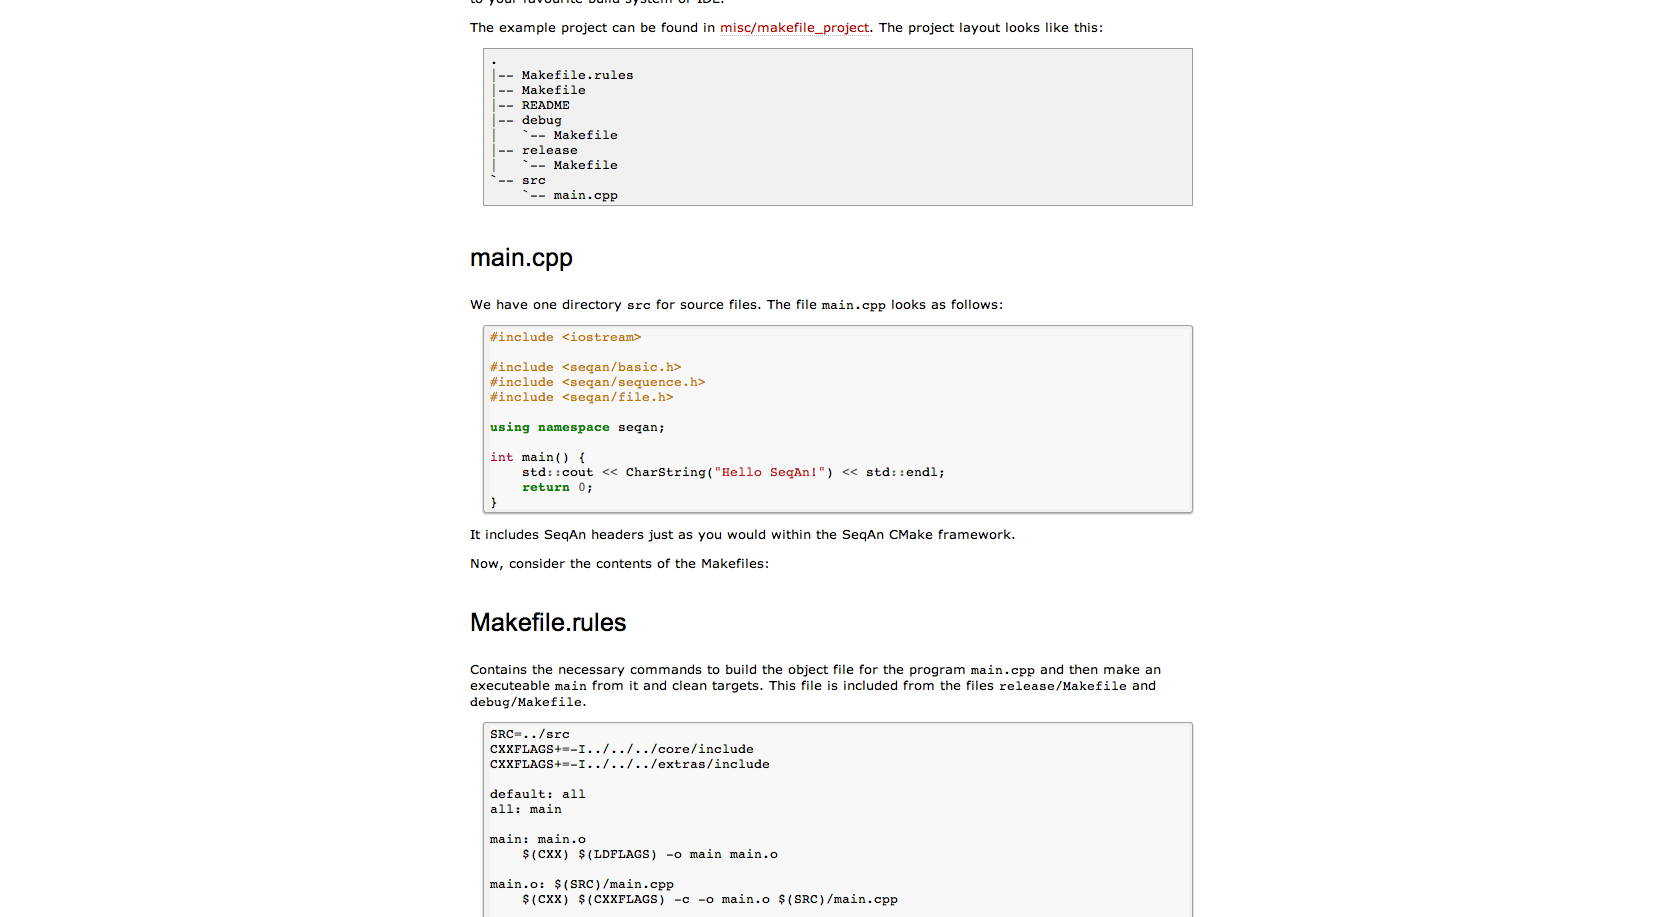 to your favourite build system or IDE.
The example project can be found in misc/makefile_project. The project layout looks like this:
.
|-- Makefile.rules
|-- Makefile
|-- README
|-- debug
|   `-- Makefile
|-- release
|   `-- Makefile
`-- src
    `-- main.cpp
main.cpp
We have one directory src for source files. The file main.cpp looks as follows:
#include <iostream>
#include <seqan/basic.h>
#include <seqan/sequence.h>
#include <seqan/file.h>
using namespace seqan;
int main() {
    std::cout << CharString("Hello SeqAn!") << std::endl;
    return 0;
}
It includes SeqAn headers just as you would within the SeqAn CMake framework.
Now, consider the contents of the Makefiles:
Makefile.rules
Contains the necessary commands to build the object file for the program main.cpp and then make an
executeable main from it and clean targets. This file is included from the files release/Makefile and
debug/Makefile.
SRC=../src
CXXFLAGS+=-I../../../core/include
CXXFLAGS+=-I../../../extras/include
default: all
all: main
main: main.o
    $(CXX) $(LDFLAGS) -o main main.o
main.o: $(SRC)/main.cpp
    $(CXX) $(CXXFLAGS) -c -o main.o $(SRC)/main.cpp